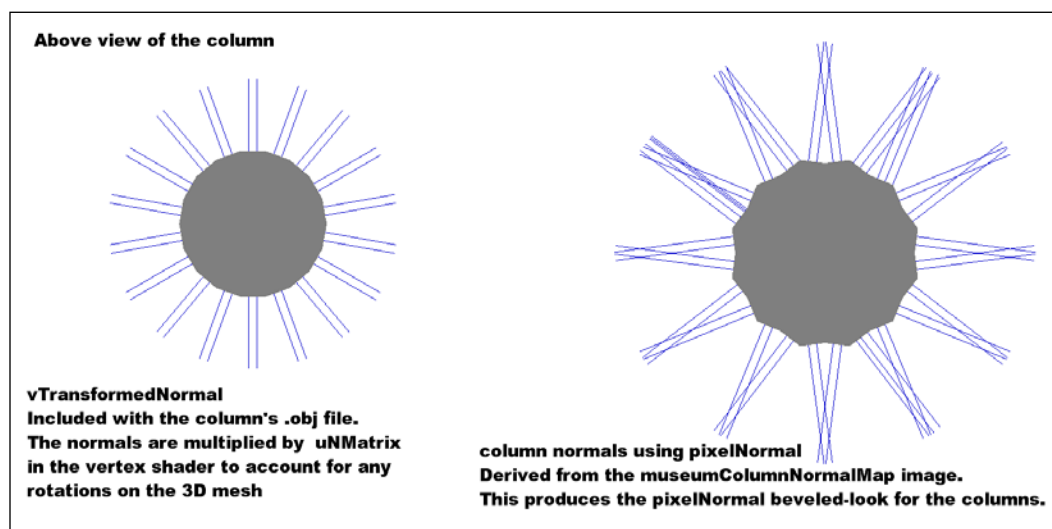 Above view of the column
vTransformedNormal
Included with the column's .obj file.
The normals are multiplied by uNMatrix
in the vertex shader to account for any
rotations on the 3D mesh
column normals using pixelNormal
Derived from the museumColumnNormalMap image.
This produces the pixelNormal beveled-look for the columns.